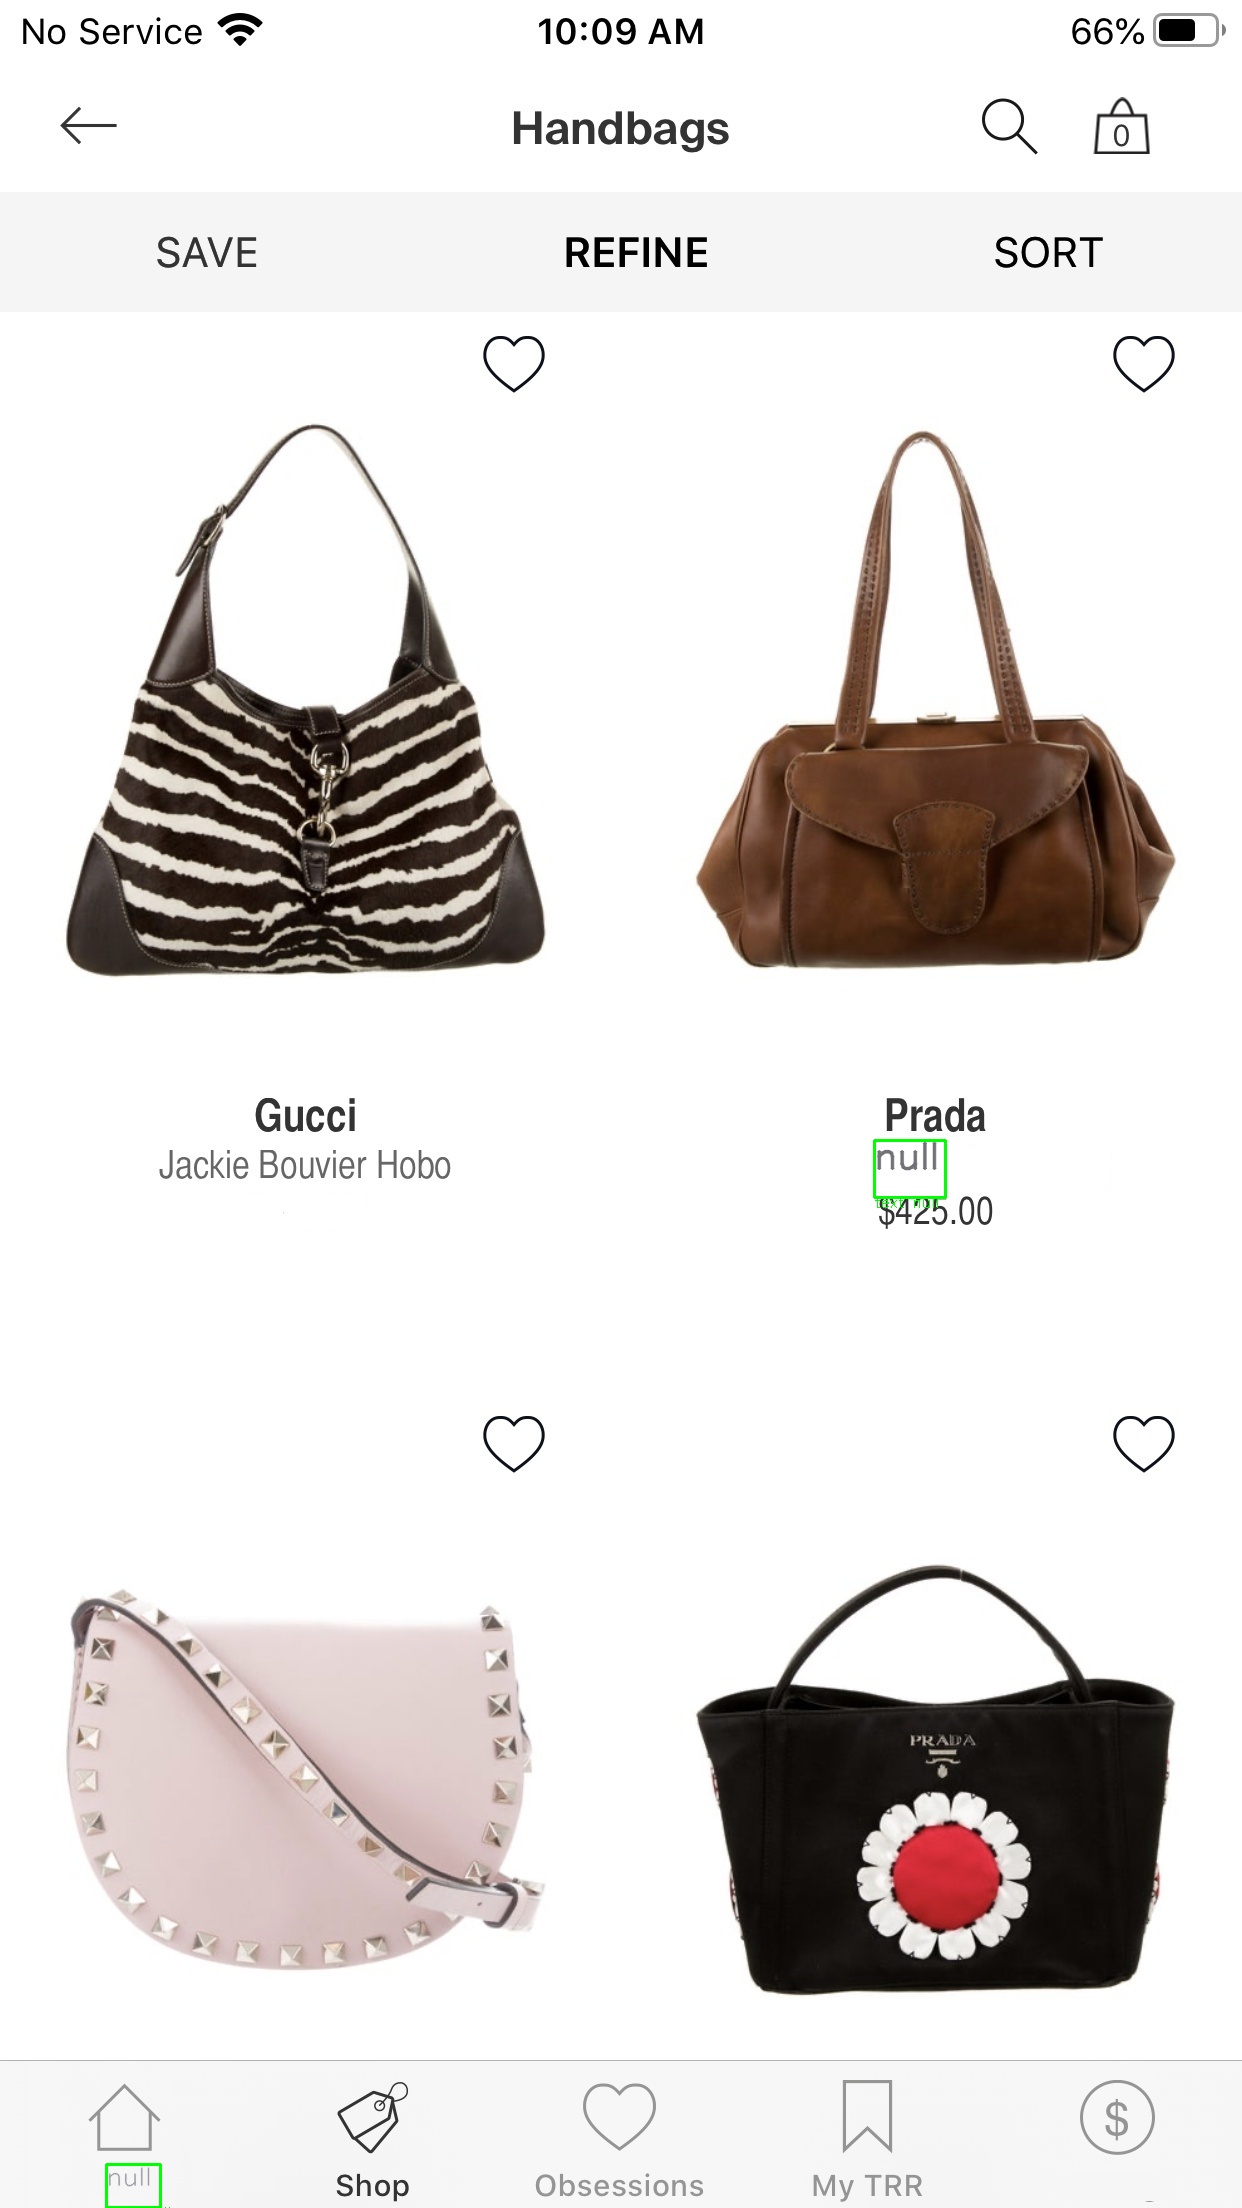 No Service 10:09 AM 66%
Handbags 0
SAVE REFINE SORT
Gucci Prada
Jackie Bouvier Hobo null
$425.00
PRADA
$
null Shop Obsessions My TRR